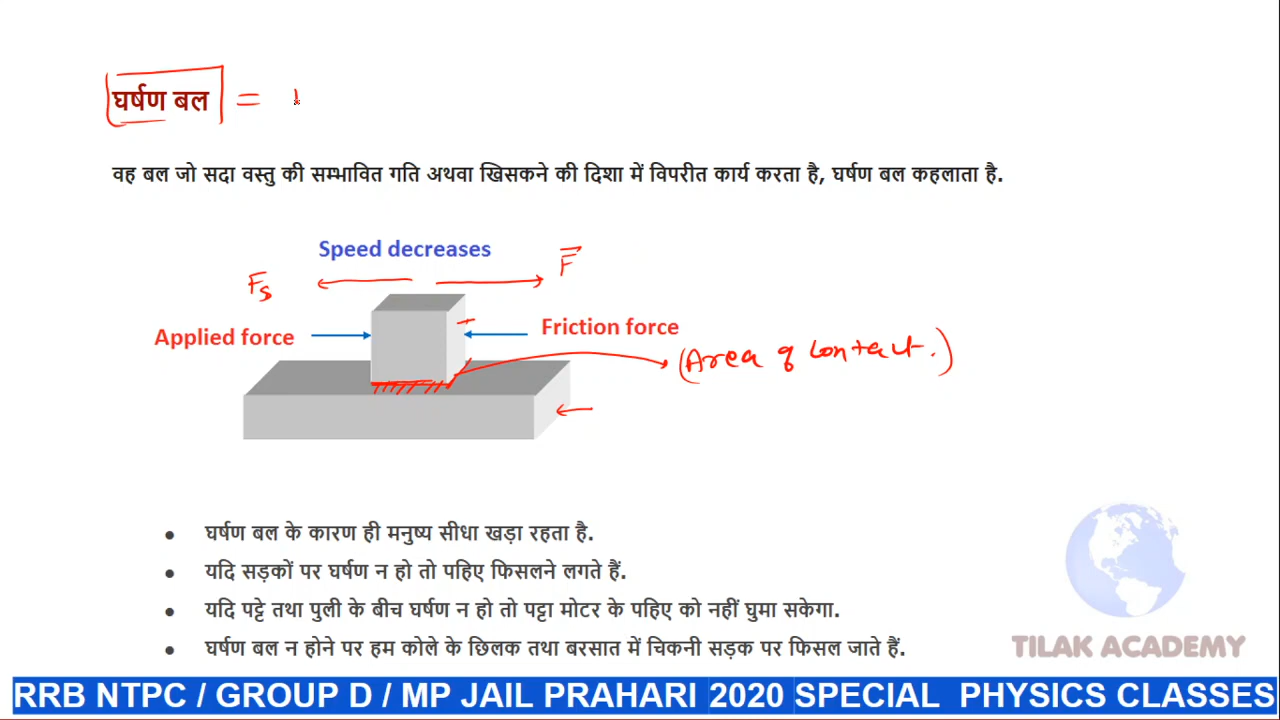 घर्षण बल =
वह बल जो सदा वस्तु की सम्भावित गति अथवा खिसकने की दिशा में विपरीत कार्य करता है, घर्षण बल कहलाता है.
Speed decreases
F
Fs
Applied force
Friction force
(Area of contact.)
• घर्षण बल के कारण ही मनुष्य सीधा खड़ा रहता है.
• यदि सड़कों पर घर्षण न हो तो पहिए फिसलने लगते हैं.
• यदि पट्टे तथा पुली के बीच घर्षण न हो तो पट्टा मोटर के पहिए को नहीं घुमा सकेगा.
• घर्षण बल न होने पर हम कोले के छिलक तथा बरसात में चिकनी सड़क पर फिसल जाते हैं.
TILAK ACADEMY
RRB NTPC / GROUP D / MP JAIL PRAHARI 2020 SPECIAL PHYSICS CLASSES